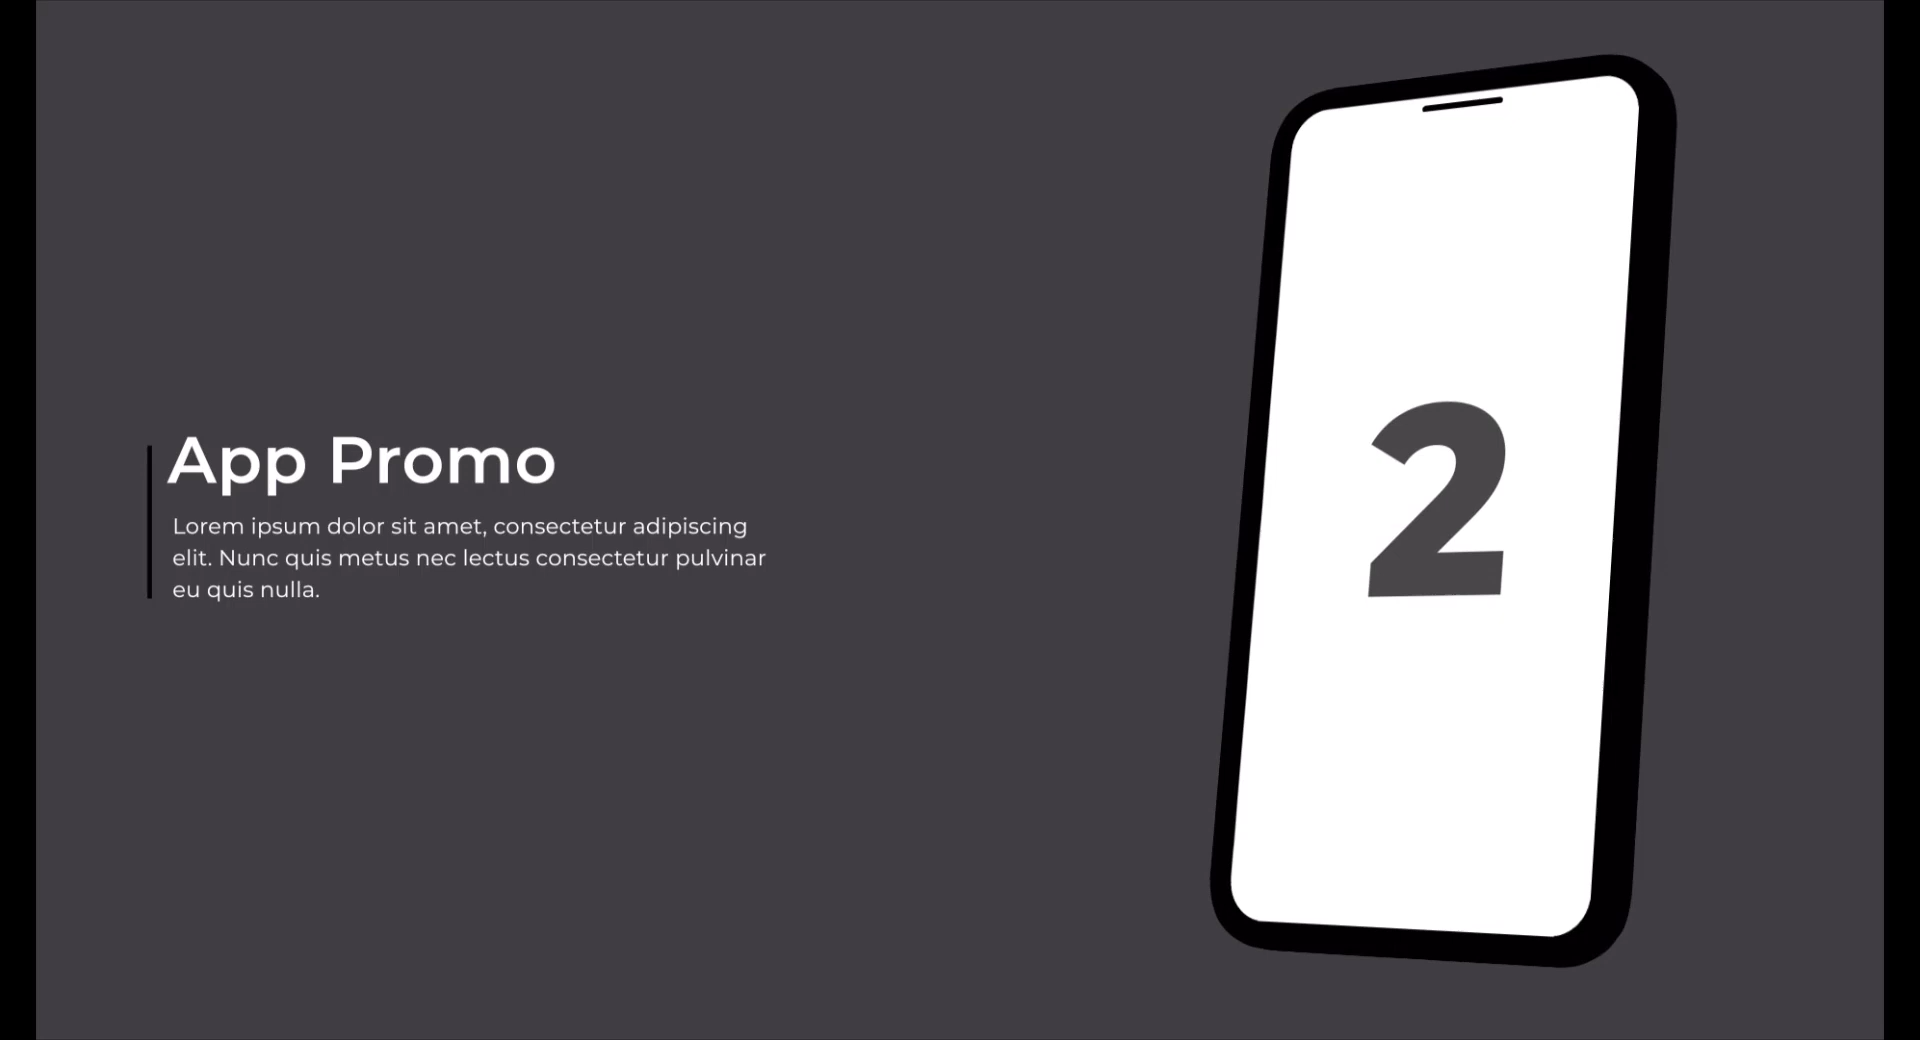 App Promo
Lorem ipsum dolor sit amet, consectetur adipiscing
elit. Nunc quis metus nec lectus consectetur pulvinar
eu quis nulla.
2